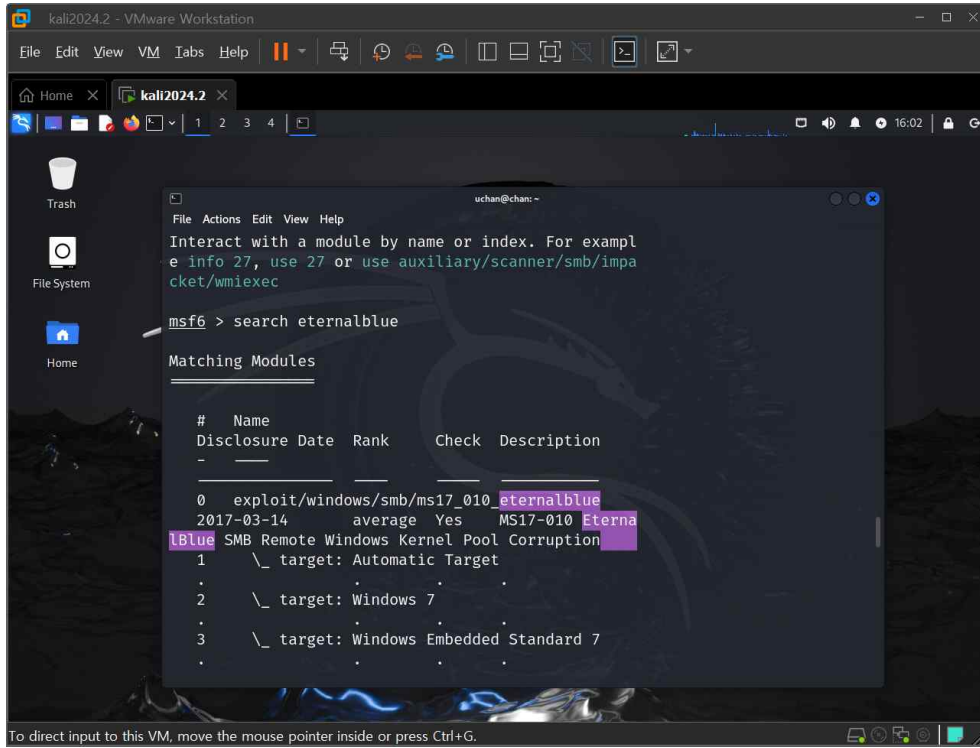 kali2024.2 - VMware Workstation
File Edit View VM Tabs Help
Home kali2024.2
1 2 3 4 16:02
Trash
File System
Home
uchan@chan: ~
File Actions Edit View Help
Interact with a module by name or index. For exampl
e info 27, use 27 or use auxiliary/scanner/smb/impa
cket/wmiexec
msf6 > search eternalblue
Matching Modules
# Name
Disclosure Date Rank Check Description
- ____
0 exploit/windows/smb/ms17_010_eternalblue
2017-03-14 average Yes MS17-010 Eterna
lBlue SMB Remote Windows Kernel Pool Corruption
1 \_ target: Automatic Target
. . . .
2 \_ target: Windows 7
. . . .
3 \_ target: Windows Embedded Standard 7
. . . .
To direct input to this VM, move the mouse pointer inside or press Ctrl+G.